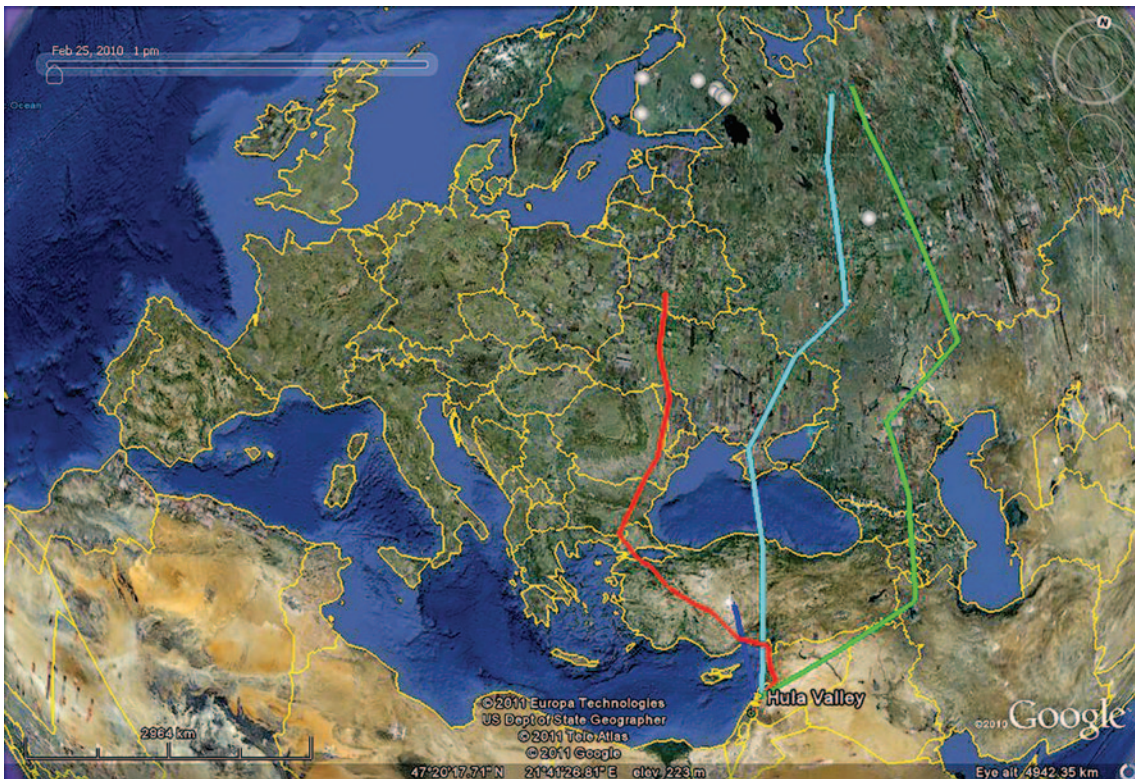 Feb 25, 2010 1 pm
N
Ocean
Hula Valley
© 2011 Europa Technologies
US Dept of State Geographer
© 2011 Tele Atlas
© 2011 Google
©2010 Google
2964 km
47°20'17.71" N 21°41'26.81" E elev. 223 m
Eye alt 4942.35 km